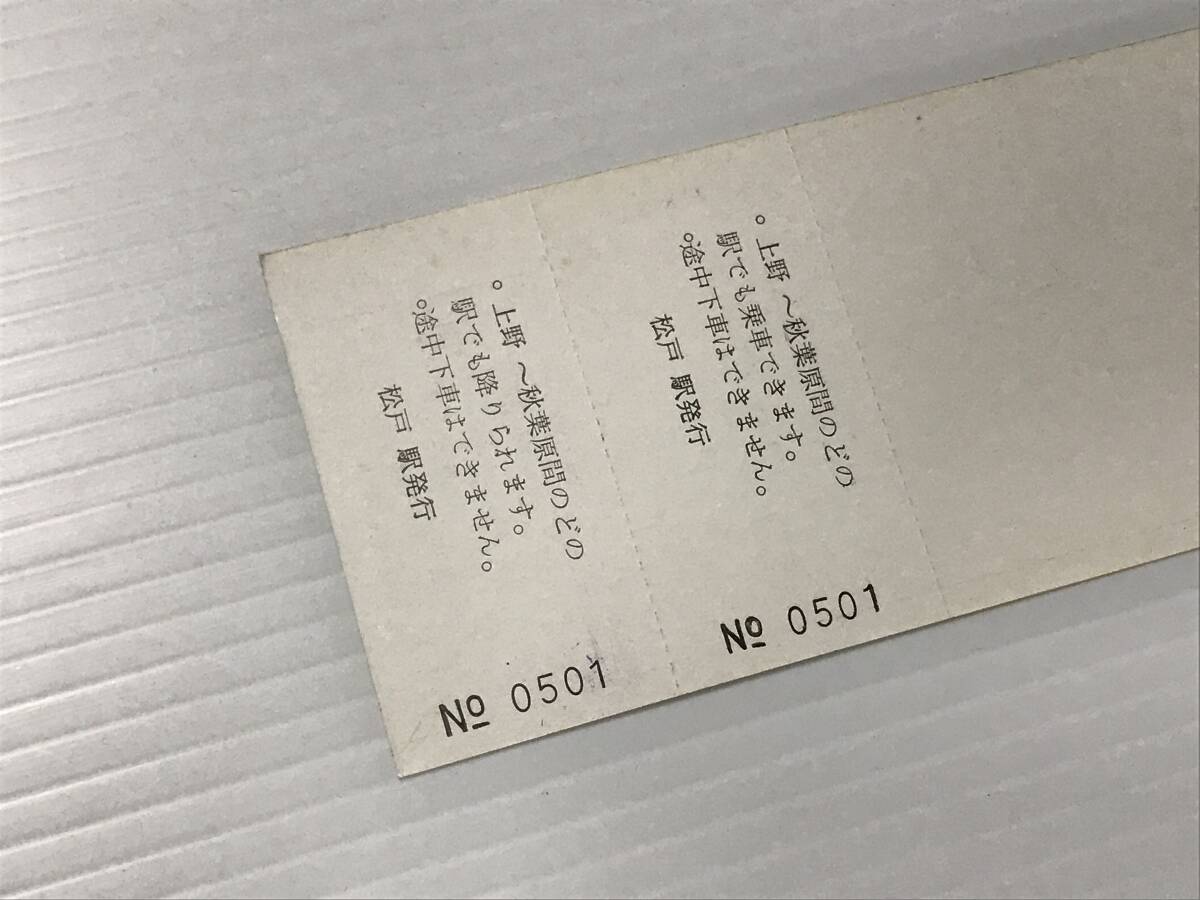 。上野～秋葉原間のどの
駅でも降りられます。
。途中下車はできません。
松戸 駅発行
№ 0501
。上野～秋葉原間のどの
駅でも乗車できます。
。途中下車はできません。
松戸 駅発行
№ 0501